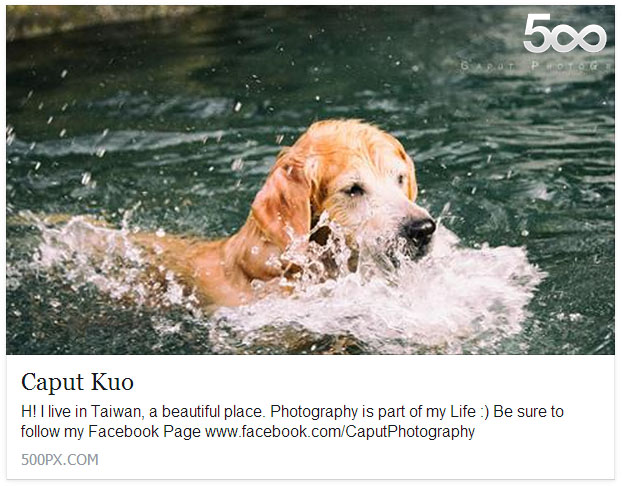 500
CAPUT PHOTOGR
Caput Kuo
H! I live in Taiwan, a beautiful place. Photography is part of my Life :) Be sure to
follow my Facebook Page www.facebook.com/CaputPhotography
500PX.COM